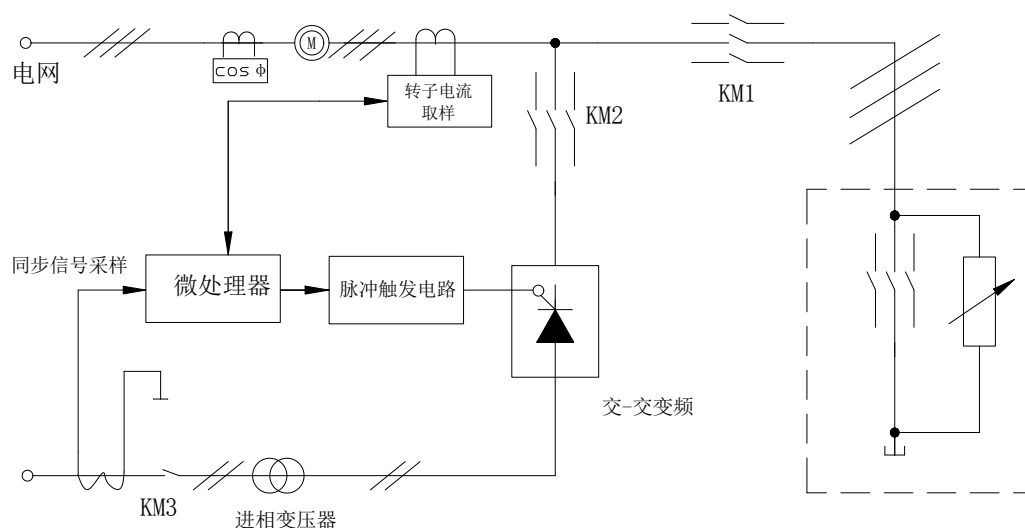 M
电网
cos φ
转子电流
取样
KM1
KM2
同步信号采样
微处理器
脉冲触发电路
交-交变频
KM3
进相变压器